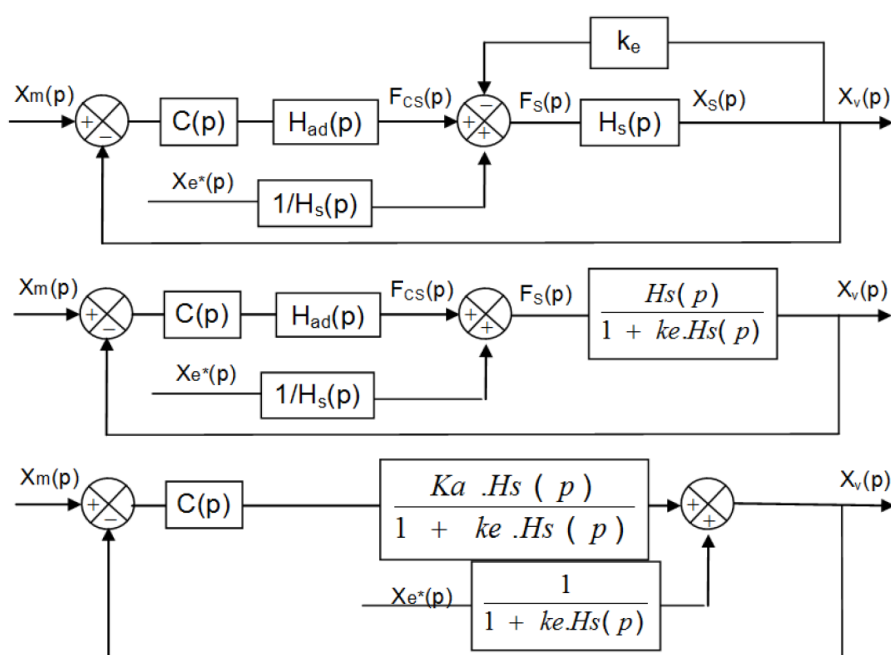 kₑ
Xm(p) FCS(p) FS(p) XS(p) Xv(p)
+ − C(p) Had(p) + − + Hs(p)
Xe*(p) 1/Hs(p)
Xm(p) FCS(p) FS(p) Xv(p)
+ − C(p) Had(p) + + Hs(p)
1 + ke.Hs(p)
Xe*(p) 1/Hs(p)
Xm(p) Xv(p)
+ − C(p) Ka .Hs ( p ) + +
1 + ke .Hs ( p )
Xe*(p) 1
1 + ke.Hs(p)